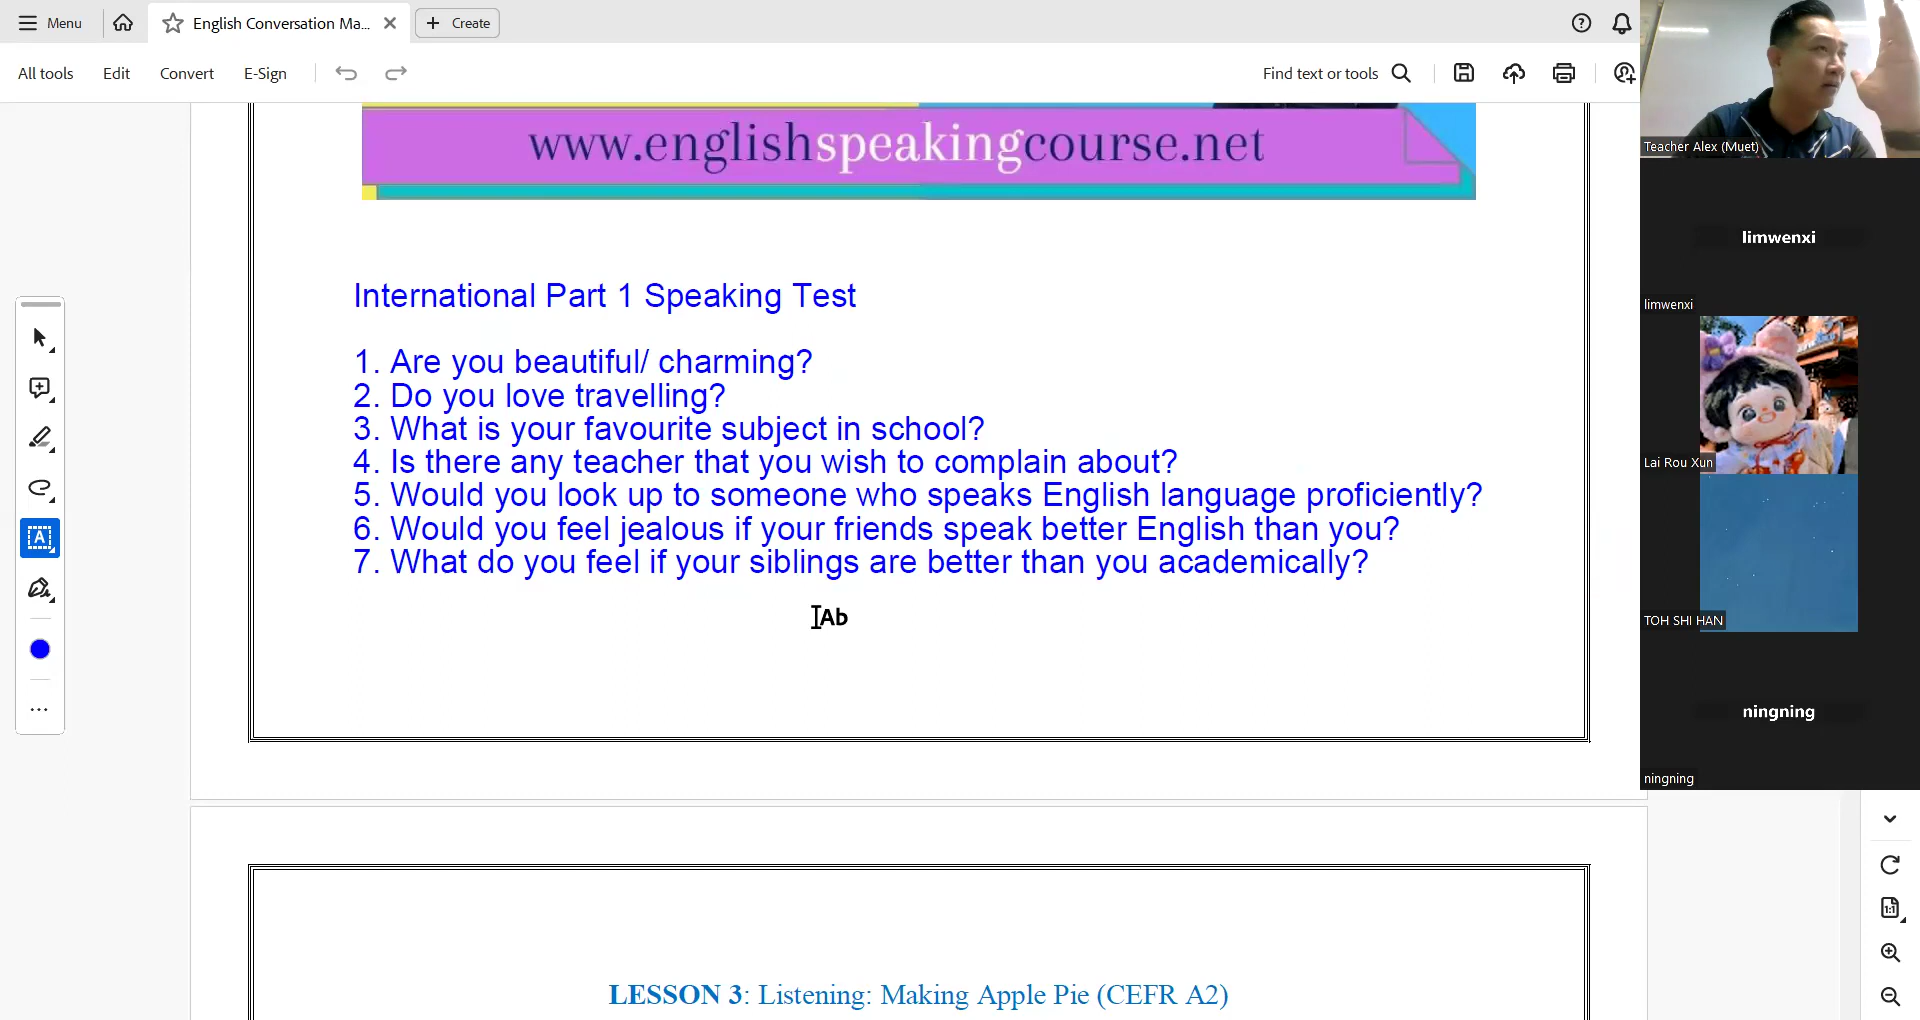 Menu
English Conversation Ma...
Create
All tools
Edit
Convert
E-Sign
Find text or tools
www.englishspeakingcourse.net
International Part 1 Speaking Test
1. Are you beautiful/ charming?
2. Do you love travelling?
3. What is your favourite subject in school?
4. Is there any teacher that you wish to complain about?
5. Would you look up to someone who speaks English language proficiently?
6. Would you feel jealous if your friends speak better English than you?
7. What do you feel if your siblings are better than you academically?
Ab
A
LESSON 3: Listening: Making Apple Pie (CEFR A2)
Teacher Alex (Muet)
limwenxi
limwenxi
Lai Rou Xun
TOH SHI HAN
ningning
ningning
1:1